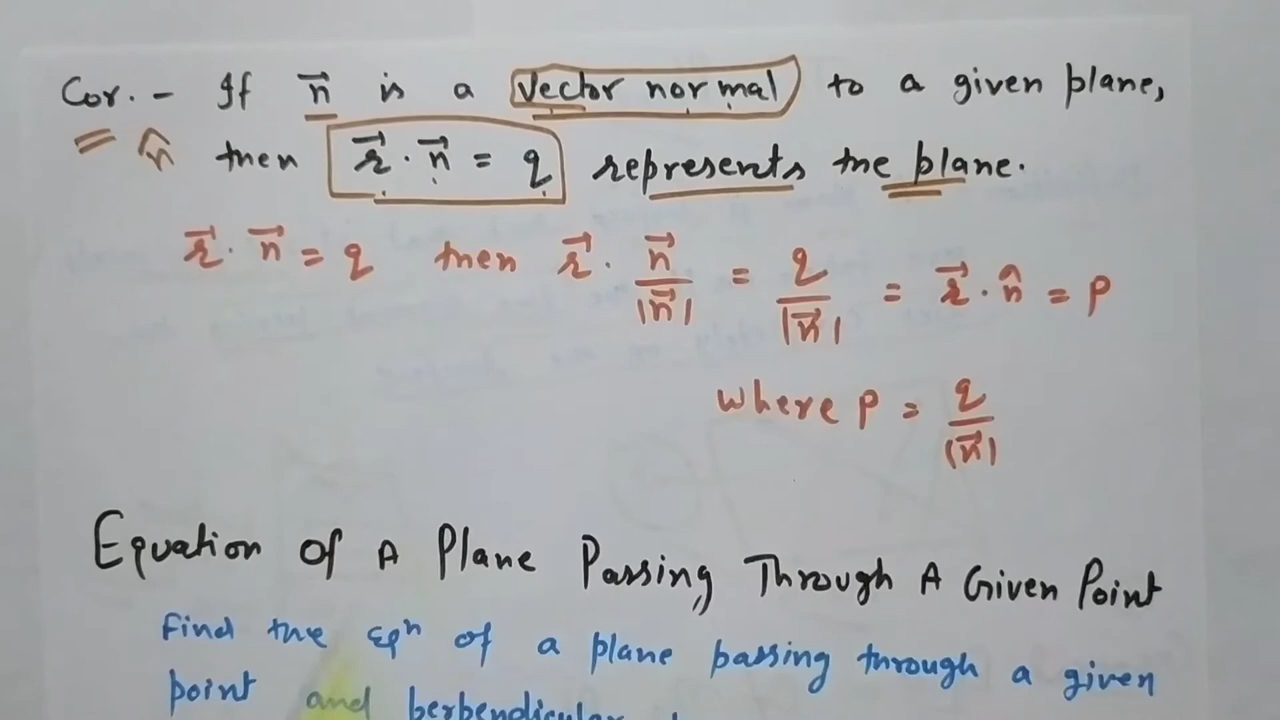 Cor. - If n⃗ is a vector normal to a given plane,
n̂ then r⃗ . n⃗ = q represents the plane.
r⃗ . n⃗ = q then r⃗ . n⃗/|n⃗| = q/|n⃗| = r⃗ . n̂ = p
where p = q/|n⃗|
Equation Of A Plane Passing Through A Given Point
Find the eqⁿ of a plane passing through a given
point and perpendicular